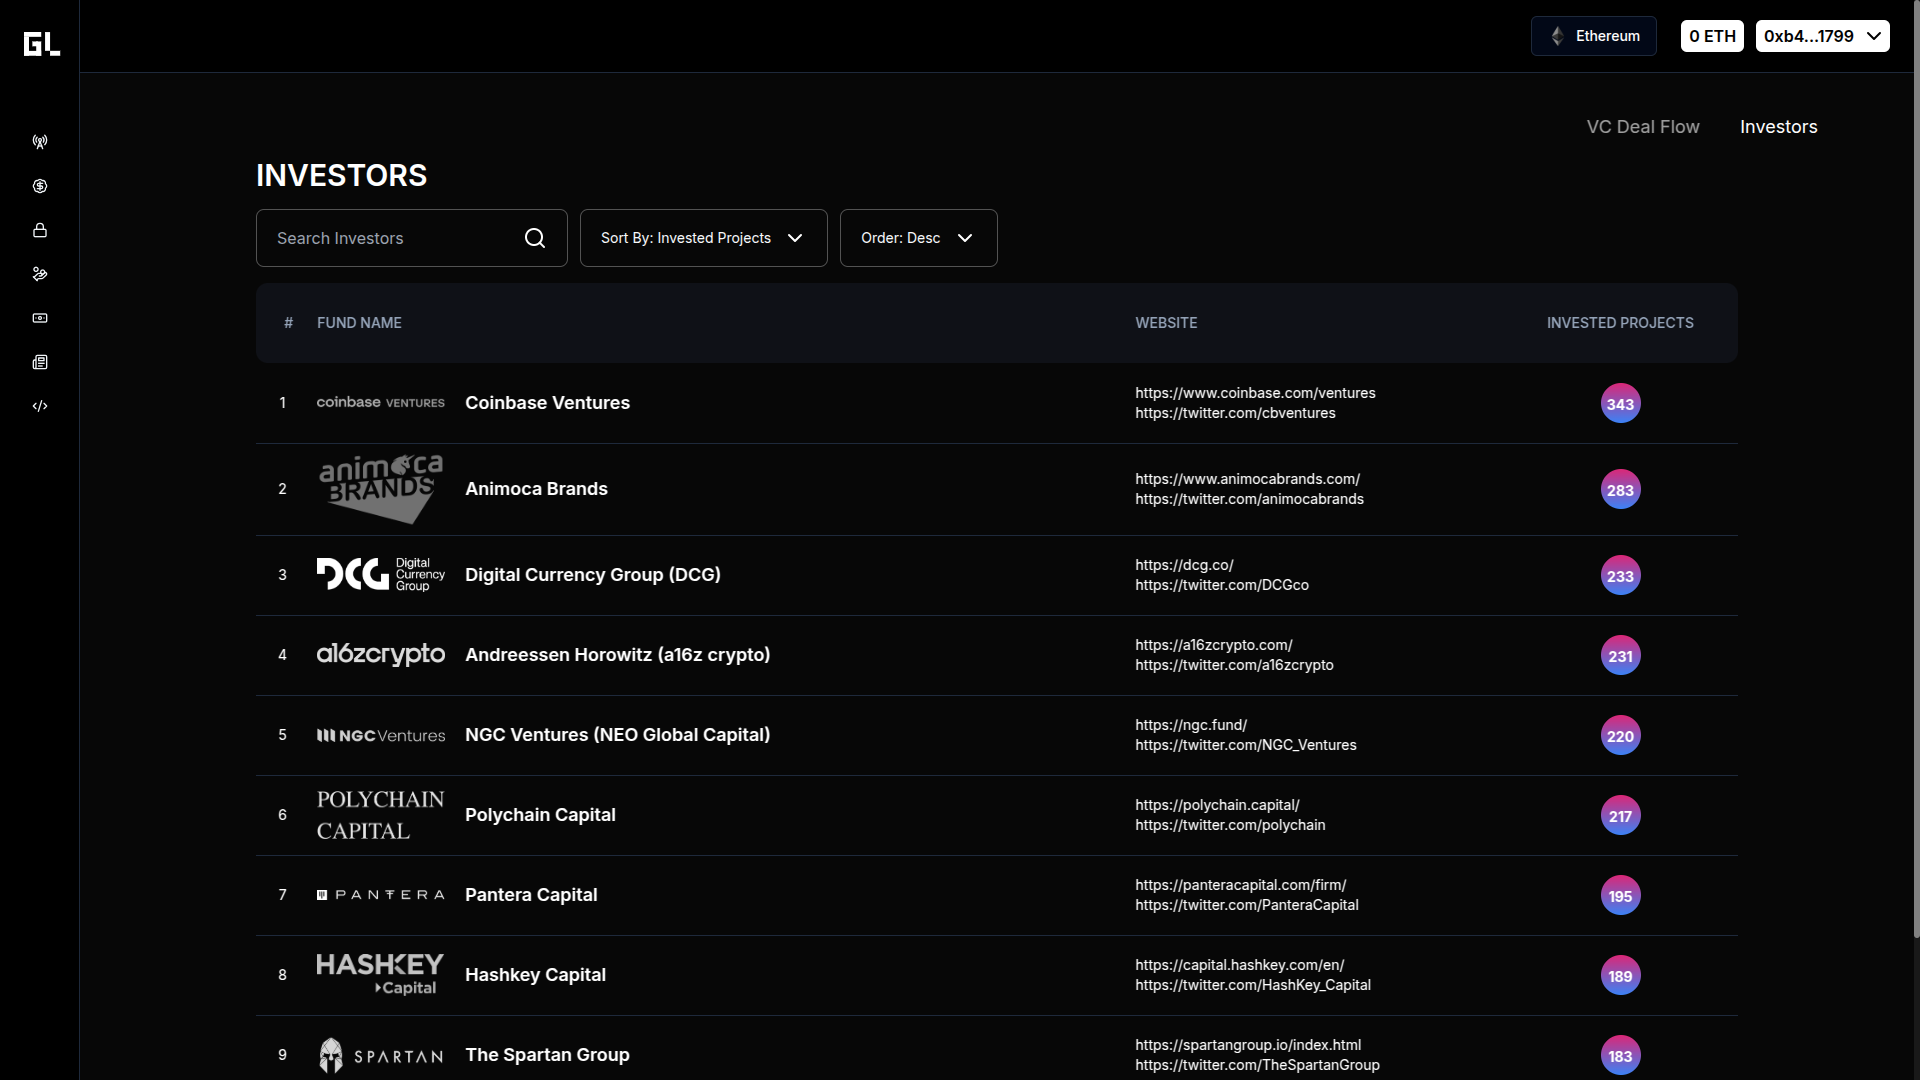 GL
Ethereum
0 ETH
0xb4...1799
VC Deal Flow
Investors
INVESTORS
Search Investors
Sort By: Invested Projects
Order: Desc
# FUND NAME WEBSITE INVESTED PROJECTS
1 coinbase VENTURES Coinbase Ventures https://www.coinbase.com/ventures 343
https://twitter.com/cbventures
2 animoca BRANDS Animoca Brands https://www.animocabrands.com/ 283
https://twitter.com/animocabrands
3 DCG Digital Currency Group Digital Currency Group (DCG) https://dcg.co/ 233
https://twitter.com/DCGco
4 a16zcrypto Andreessen Horowitz (a16z crypto) https://a16zcrypto.com/ 231
https://twitter.com/a16zcrypto
5 NGC Ventures NGC Ventures (NEO Global Capital) https://ngc.fund/ 220
https://twitter.com/NGC_Ventures
6 POLYCHAIN CAPITAL Polychain Capital https://polychain.capital/ 217
https://twitter.com/polychain
7 PANTERA Pantera Capital https://panteracapital.com/firm/ 195
https://twitter.com/PanteraCapital
8 HASHKEY Capital Hashkey Capital https://capital.hashkey.com/en/ 189
https://twitter.com/HashKey_Capital
9 SPARTAN The Spartan Group https://spartangroup.io/index.html 183
https://twitter.com/TheSpartanGroup